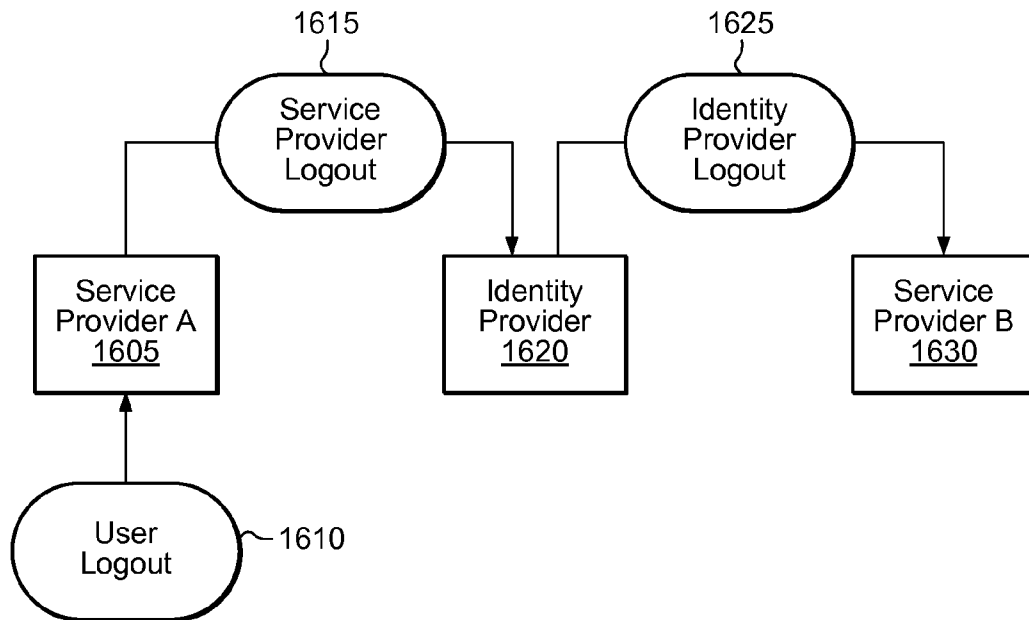 1615
1625
Service
Provider
Logout
Identity
Provider
Logout
Service
Provider A
1605
Identity
Provider
1620
Service
Provider B
1630
User
Logout
1610